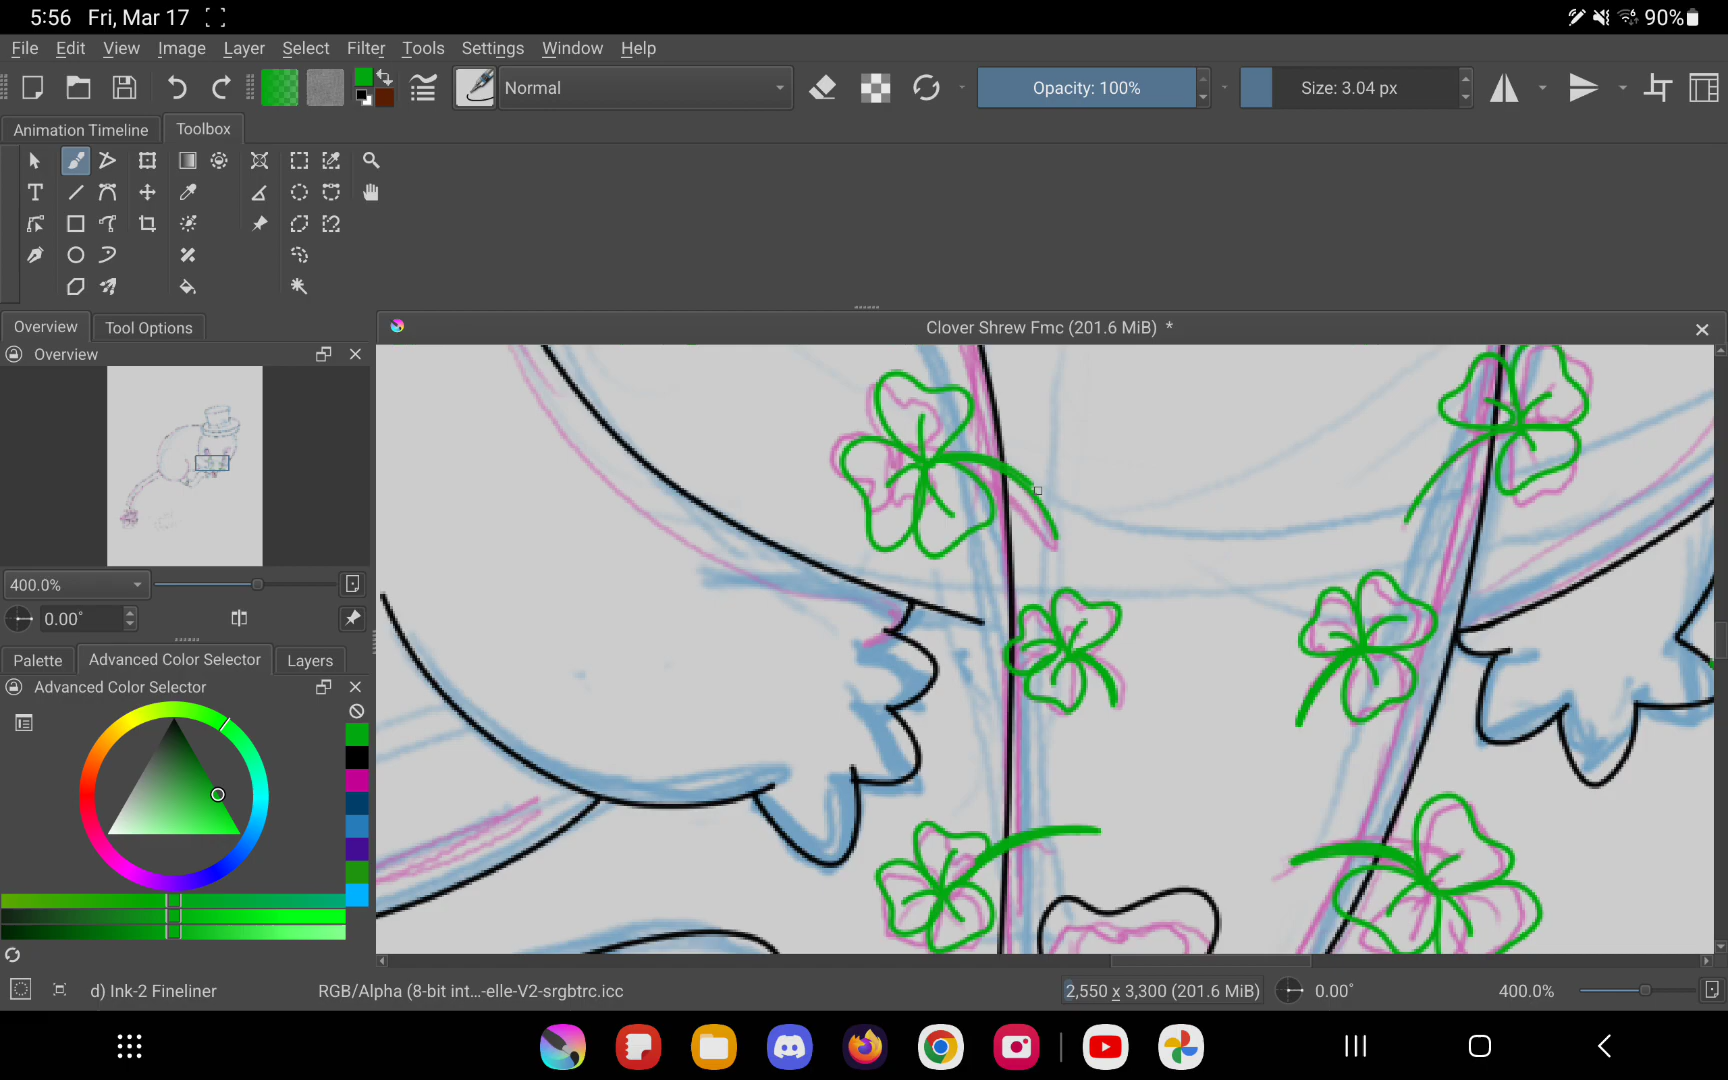 5:56 Fri, Mar 17 90%
File Edit View Image Layer Select Filter Tools Settings Window Help
Normal Opacity: 100% Size: 3.04 px
Animation Timeline Toolbox
Overview Tool Options
Clover Shrew Fmc (201.6 MiB) *
Overview
400.0%
0.00°
Palette Advanced Color Selector Layers
Advanced Color Selector
d) Ink-2 Fineliner RGB/Alpha (8-bit int...-elle-V2-srgbtrc.icc 2,550 x 3,300 (201.6 MiB) 0.00° 400.0%